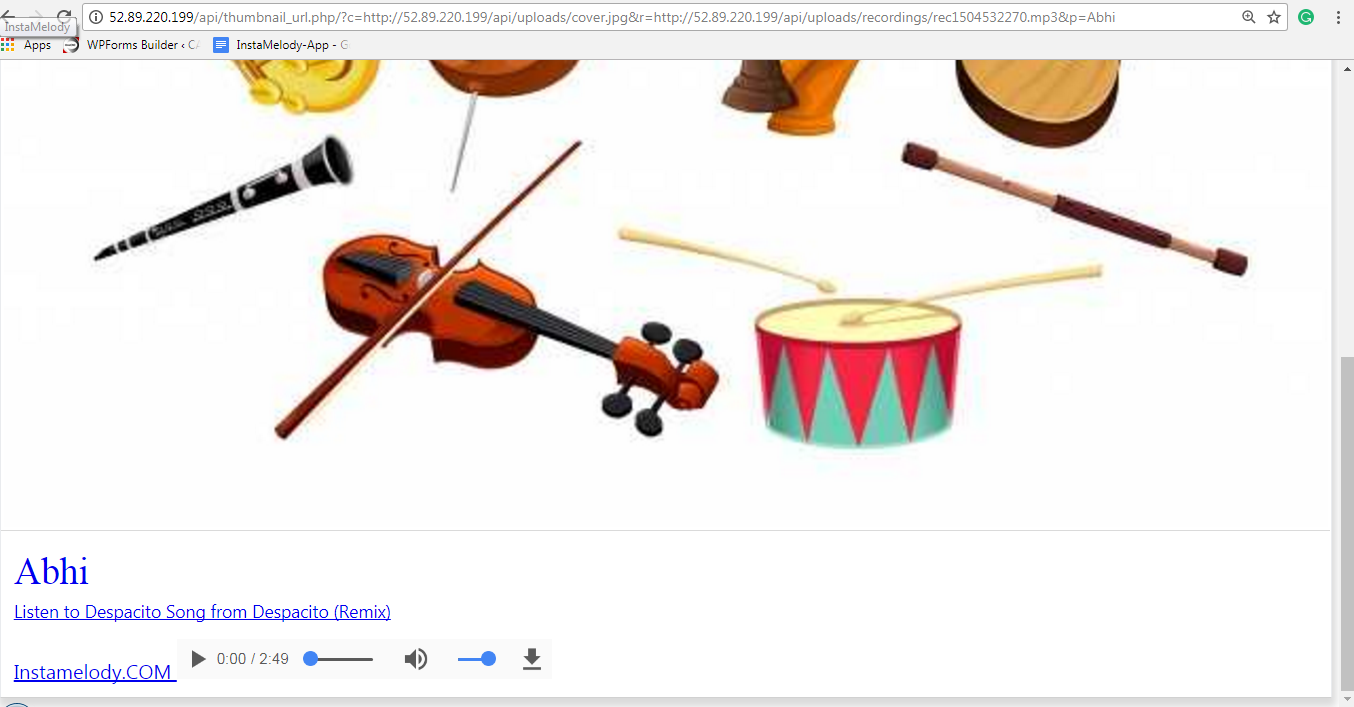 52.89.220.199/api/thumbnail_url.php/?c=http://52.89.220.199/api/uploads/cover.jpg&r=http://52.89.220.199/api/uploads/recordings/rec1504532270.mp3&p=Abhi
InstaMelody
Apps WPForms Builder ‹ C InstaMelody-App - G
Abhi
Listen to Despacito Song from Despacito (Remix)
Instamelody.COM 0:00 / 2:49